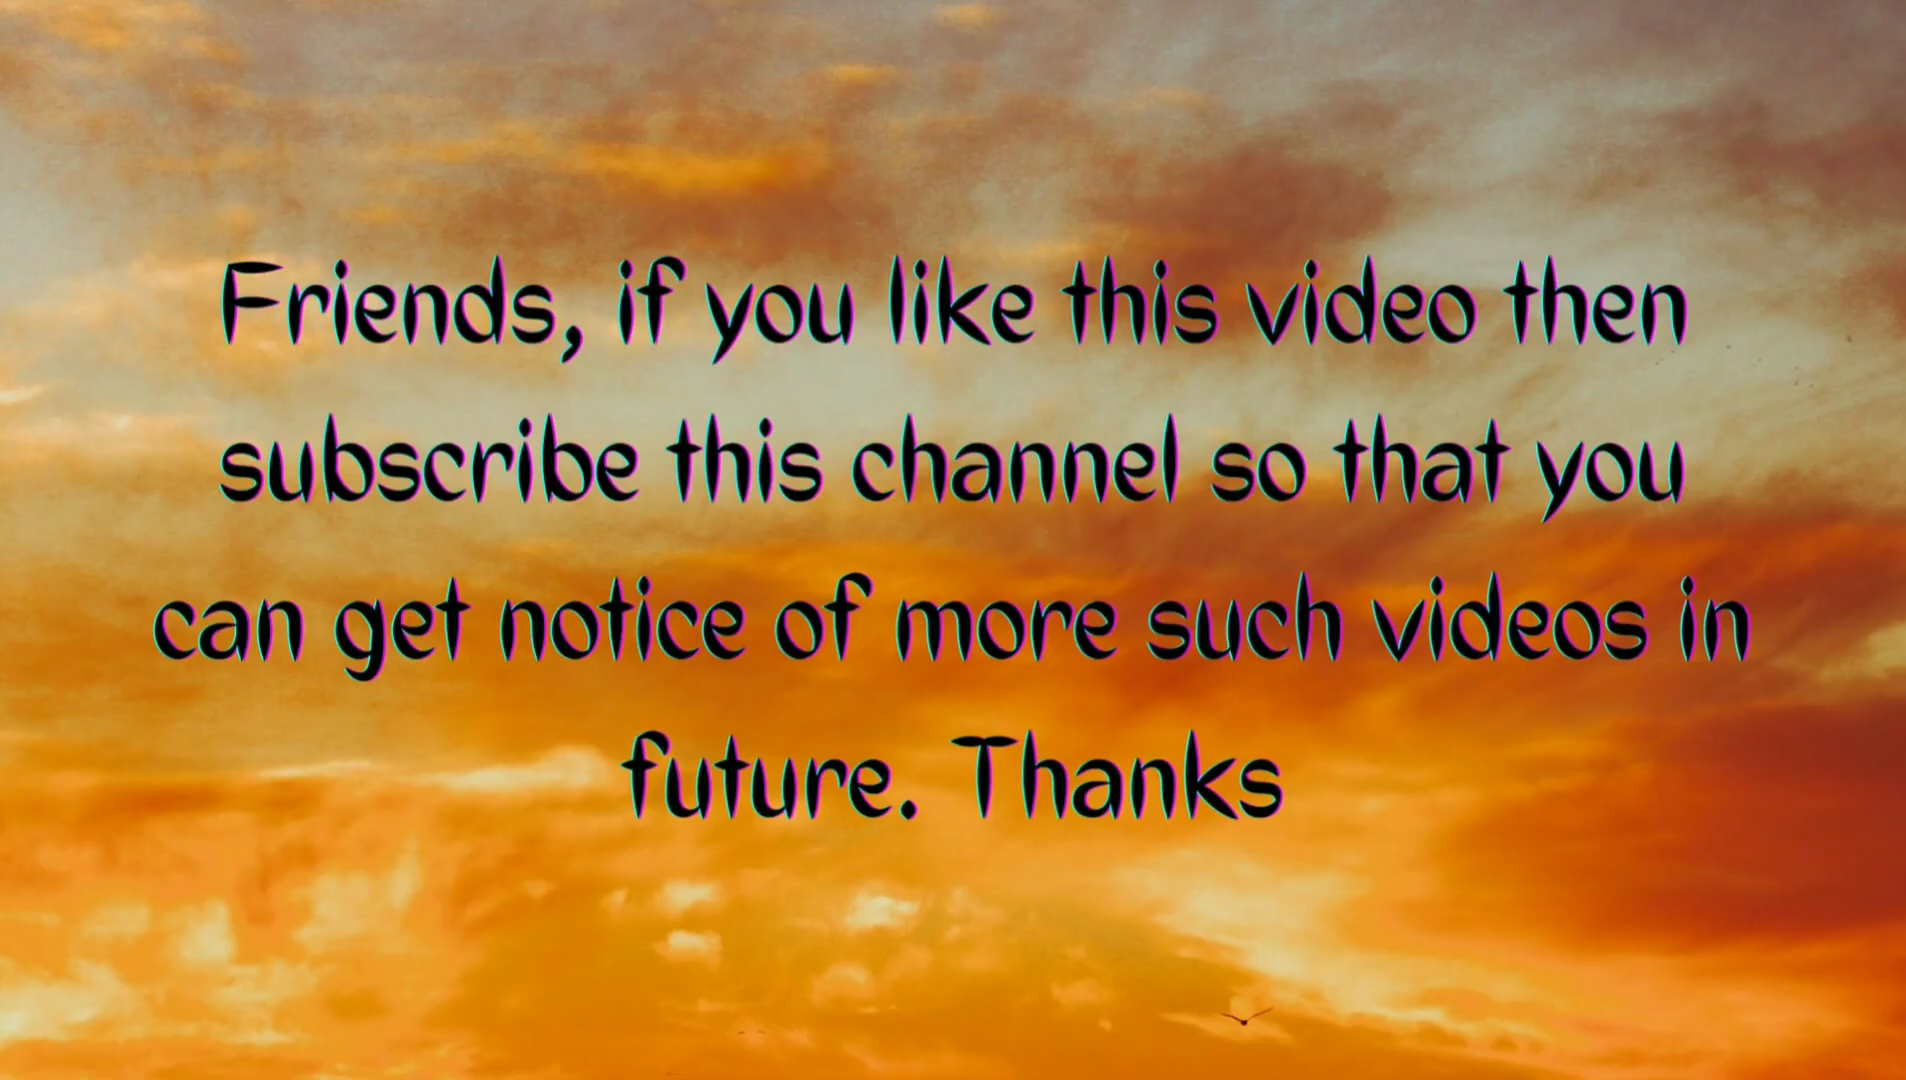 Friends, if you like this video then
subscribe this channel so that you
can get notice of more such videos in
future. Thanks